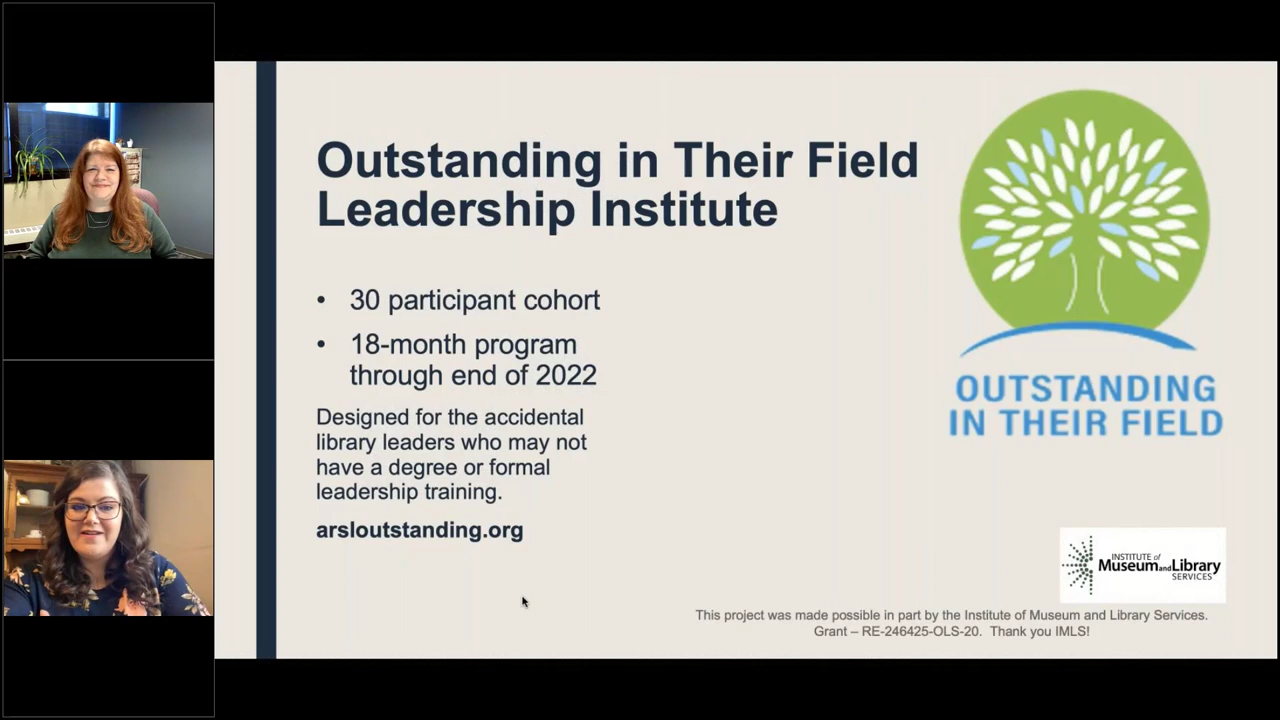 Outstanding in Their Field
Leadership Institute
• 30 participant cohort
• 18-month program
through end of 2022
Designed for the accidental
library leaders who may not
have a degree or formal
leadership training.
arsloutstanding.org
OUTSTANDING
IN THEIR FIELD
INSTITUTE of
Museum and Library
SERVICES
This project was made possible in part by the Institute of Museum and Library Services.
Grant – RE-246425-OLS-20. Thank you IMLS!